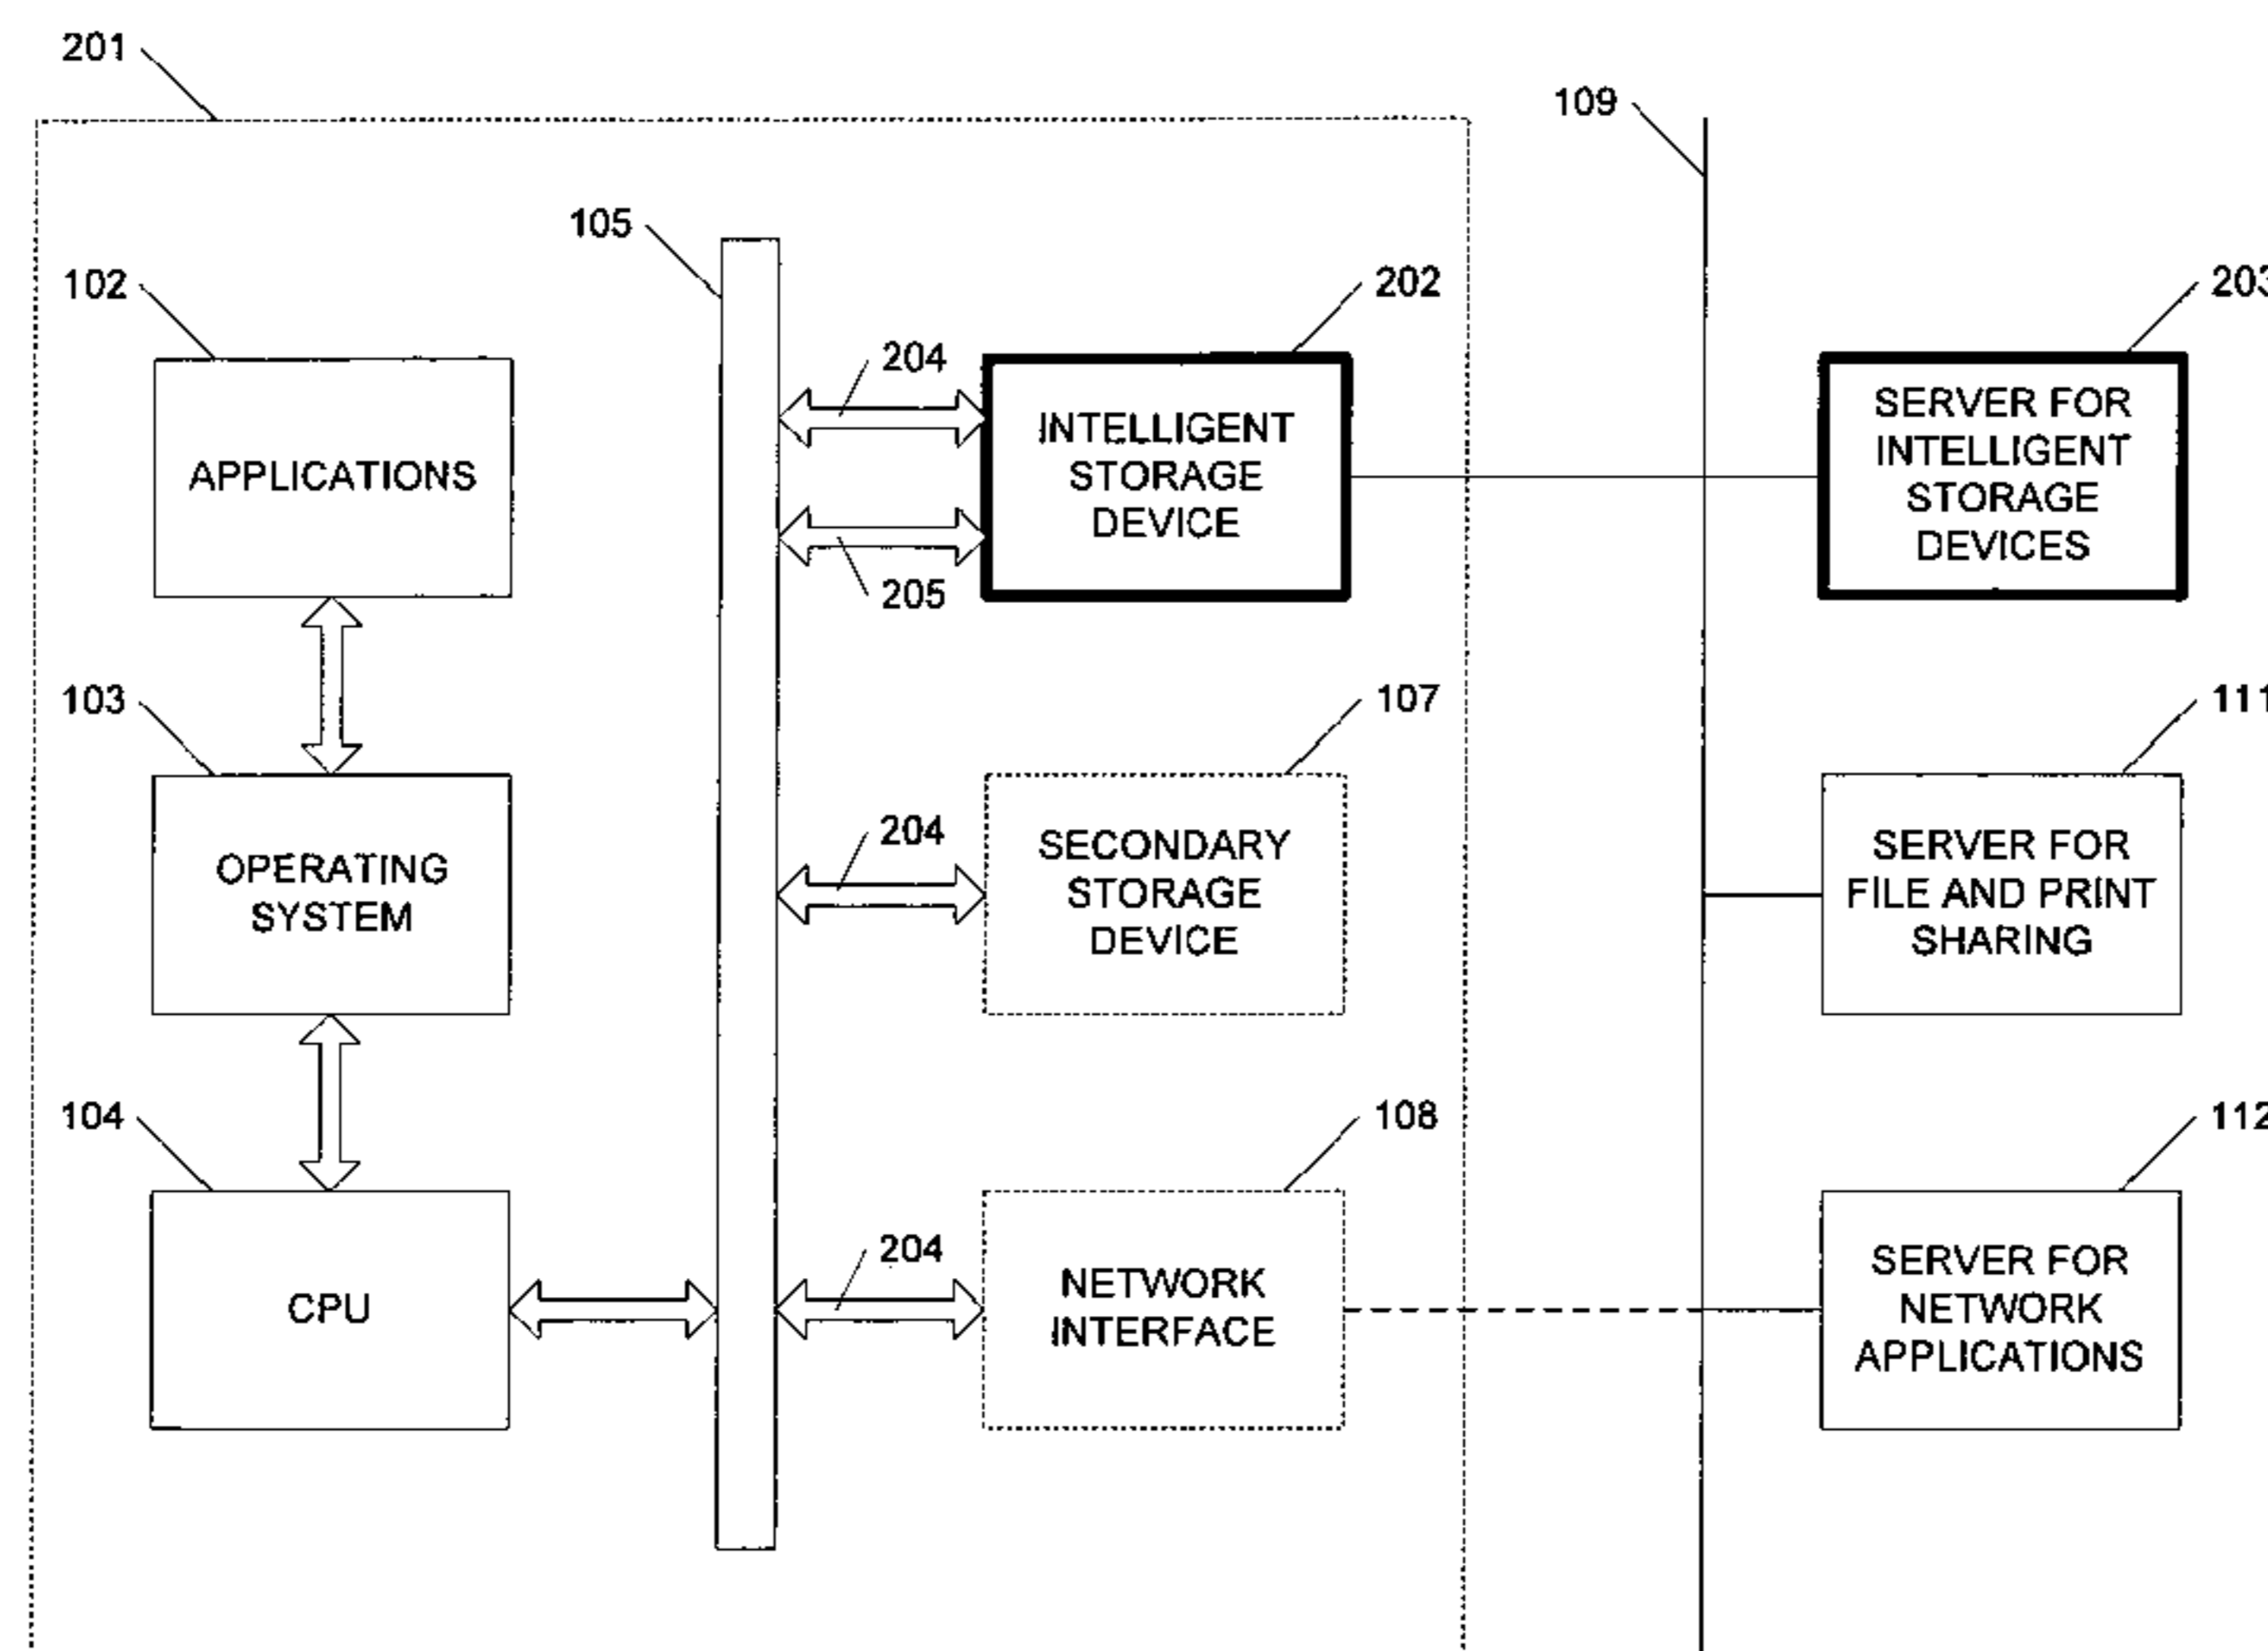 201
109
105
102
202
203
204
APPLICATIONS
INTELLIGENT
STORAGE
DEVICE
SERVER FOR
INTELLIGENT
STORAGE
DEVICES
205
103
107
111
204
OPERATING
SYSTEM
SECONDARY
STORAGE
DEVICE
SERVER FOR
FILE AND PRINT
SHARING
104
108
112
204
CPU
NETWORK
INTERFACE
SERVER FOR
NETWORK
APPLICATIONS